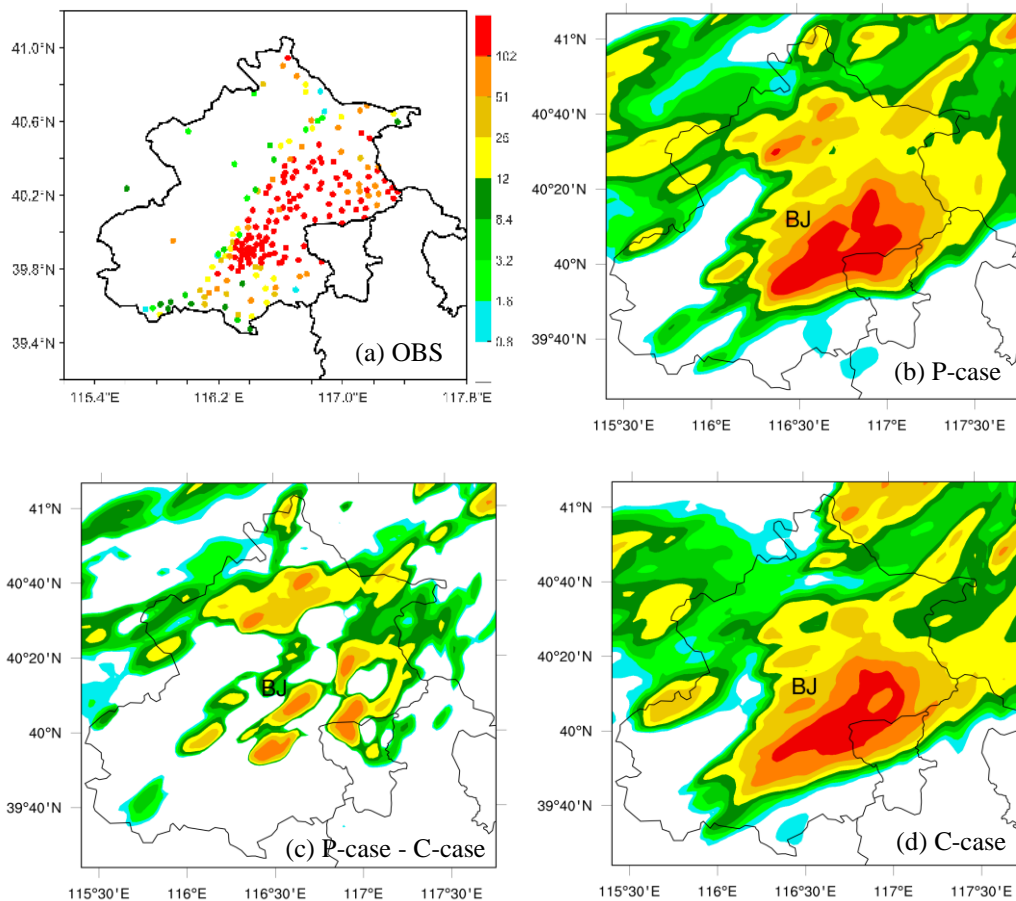 41.0°N
40.6°N
40.2°N
39.8°N
39.4°N
115.4°E 116.2°E 117.0°E 117.8°E
102
51
26
12
8.4
3.2
1.6
0.8
(a) OBS
41°N
40°40'N
40°20'N
40°N
39°40'N
BJ
(b) P-case
115°30'E 116°E 116°30'E 117°E 117°30'E
41°N
40°40'N
40°20'N
40°N
39°40'N
BJ
(c) P-case - C-case
115°30'E 116°E 116°30'E 117°E 117°30'E
41°N
40°40'N
40°20'N
40°N
39°40'N
BJ
(d) C-case
115°30'E 116°E 116°30'E 117°E 117°30'E